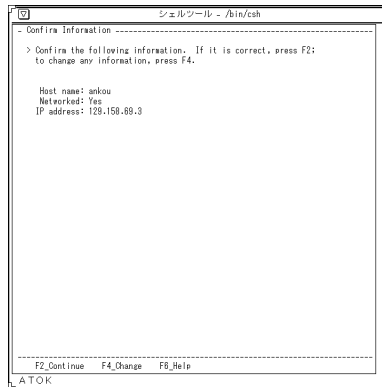 シェルツール - /bin/csh
- Confirm Information --------------------------------------------------------
> Confirm the following information. If it is correct, press F2;
to change any information, press F4.
Host name: ankou
Networked: Yes
IP address: 129.158.69.3
--------------------------------------------------------------------------------
F2_Continue F4_Change F6_Help
ATOK